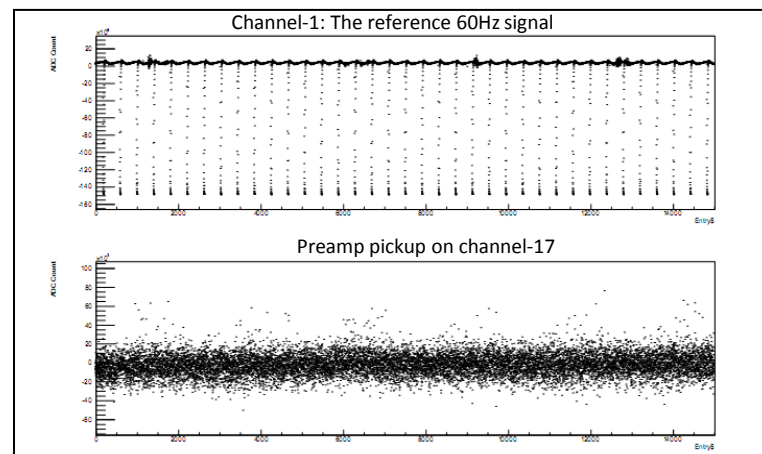 Channel-1: The reference 60Hz signal
ADC Count
20
0
-20
-40
-60
-80
-100
-120
-140
-160
0 2000 4000 6000 8000 10000 12000 14000
Entry$
Preamp pickup on channel-17
ADC Count
100
80
60
40
20
0
-20
-40
-60
0 2000 4000 6000 8000 10000 12000 14000
Entry$